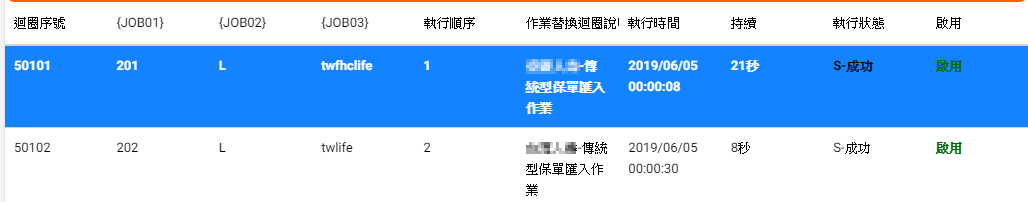 迴圈序號 {JOB01} {JOB02} {JOB03} 執行順序 作業替換迴圈說 執行時間 持續 執行狀態 啟用
50101 201 L twfhclife 1 -傳 2019/06/05 21秒 S-成功 啟用
統型保單匯入 00:00:08
作業
50102 202 L twlife 2 -傳統 2019/06/05 8秒 S-成功 啟用
型保單匯入作 00:00:30
業